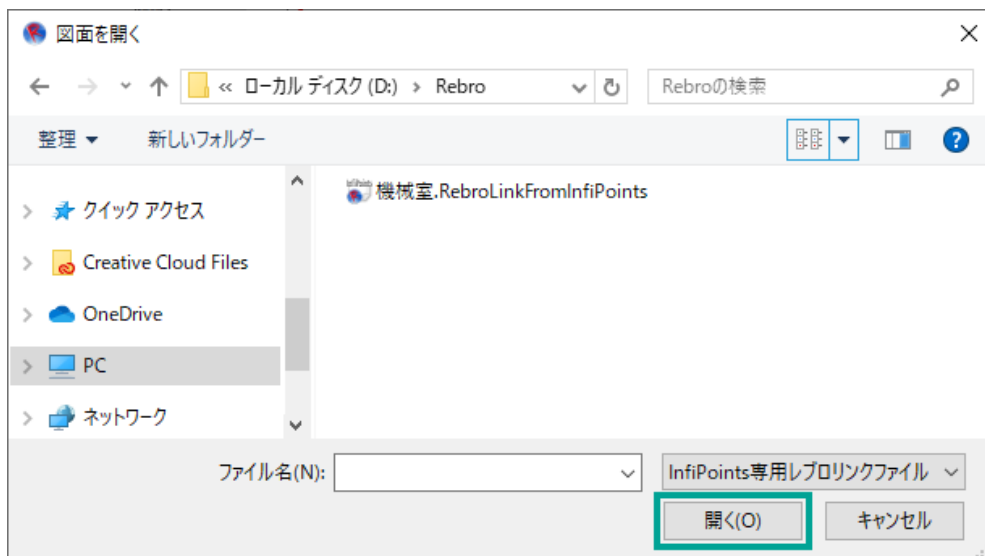 図面を開く
« ローカル ディスク (D:) › Rebro
Rebroの検索
整理
新しいフォルダー
機械室.RebroLinkFromInfiPoints
クイック アクセス
Creative Cloud Files
OneDrive
PC
ネットワーク
ファイル名(N):
InfiPoints専用レブロリンクファイル
開く(O)
キャンセル